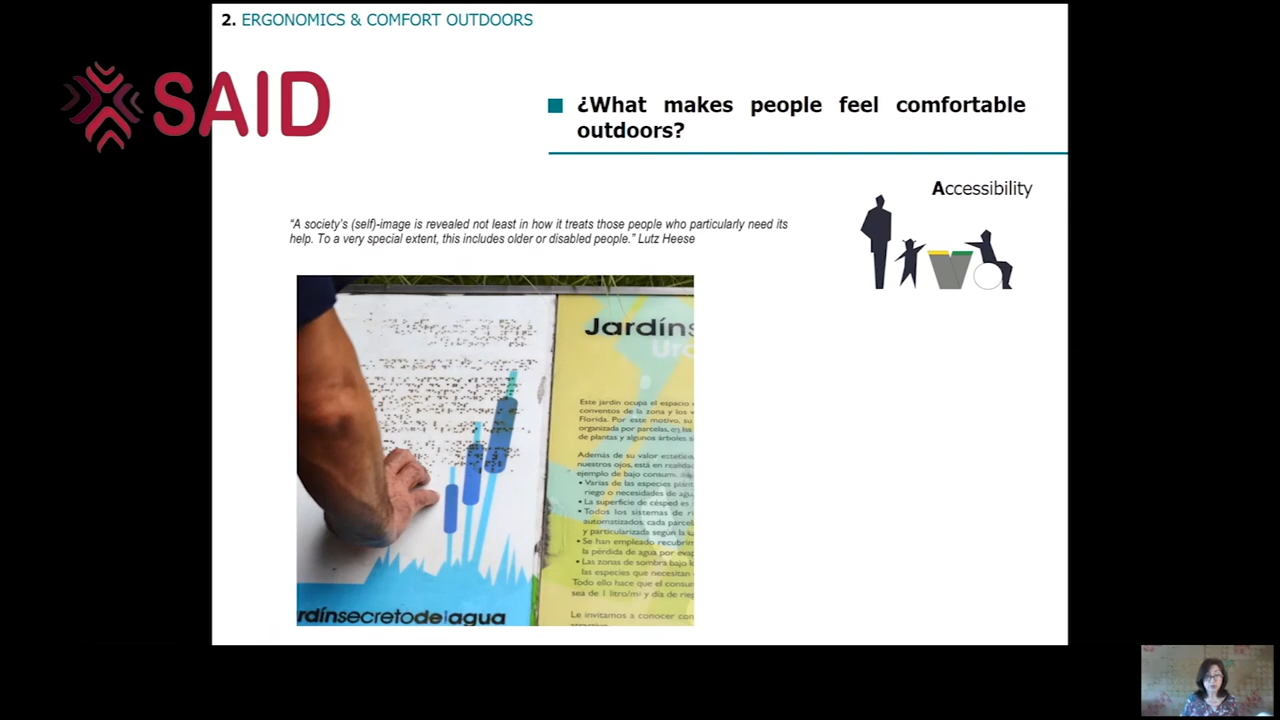 2. ERGONOMICS & COMFORT OUTDOORS
SAID
¿What makes people feel comfortable
outdoors?
Accessibility
“A society's (self)-image is revealed not least in how it treats those people who particularly need its
help. To a very special extent, this includes older or disabled people.” Lutz Heese
Jardíns
Urb
Este jardín ocupa el espacio
conventos de la zona y los
Florida. Por este motivo, su
organizada por parcelas, en las
de plantas y algunos árboles
Además de su valor estético
nuestros ojos, está en realidad
ejemplo de bajo consum
• Varias de las especies plant
riego o necesidades de agu
• La superficie de césped es
• Todos los sistemas de ri
automatizados, cada parcela
y particularizada según la
• Se han empleado recubrim
la pérdida de agua por evap
• Las zonas de sombra bajo
las especies que necesitan
Todo ello hace que el consu
sea de 1 litro/m y día de rie
Le invitamos a conocer con
rdínsecretodelagua